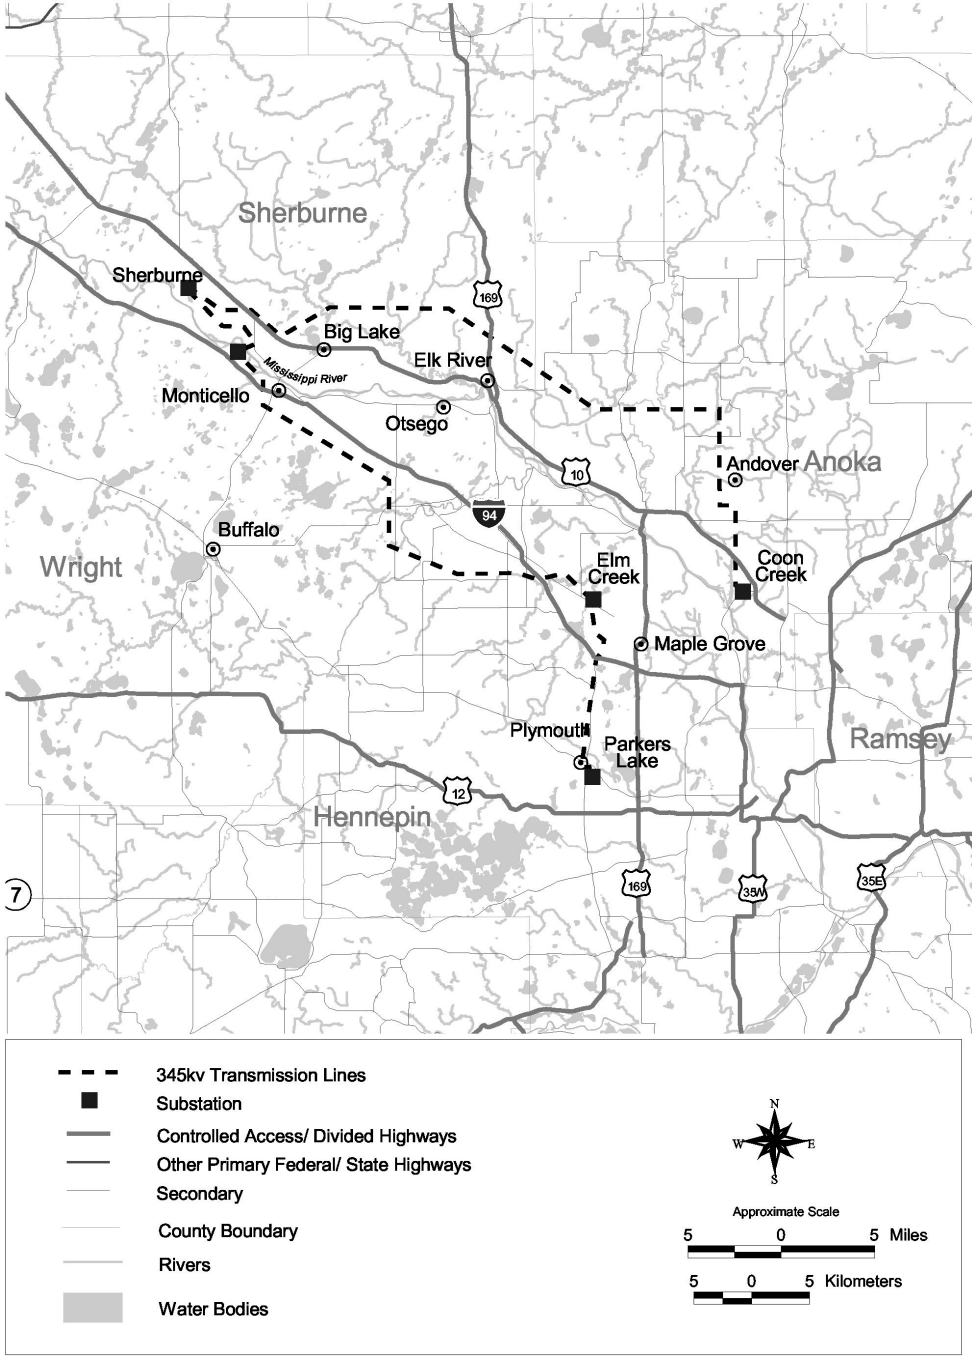 Sherburne
Sherburne
169
Big Lake
Elk River
Mississippi River
Monticello
Otsego
Andover
Anoka
10
94
Buffalo
Wright
Elm
Creek
Coon
Creek
Maple Grove
Plymouth
Parkers
Lake
Ramsey
12
Hennepin
7
169
35W
35E
345kv Transmission Lines
Substation
Controlled Access/ Divided Highways
Other Primary Federal/ State Highways
Secondary
County Boundary
Rivers
Water Bodies
N
W
E
S
Approximate Scale
5 0 5 Miles
5 0 5 Kilometers